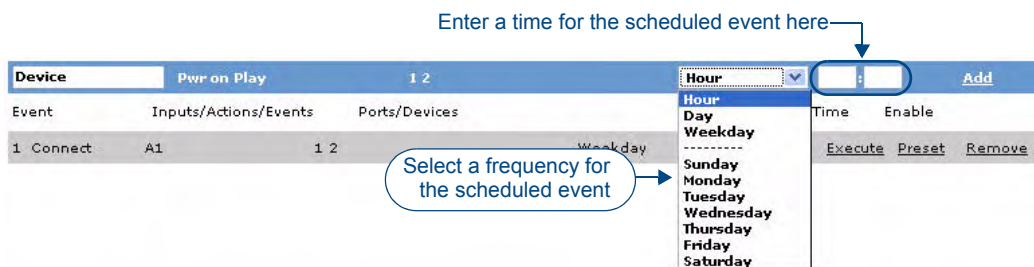 Enter a time for the scheduled event here
Device Pwr on Play 1 2 Hour : Add
Event Inputs/Actions/Events Ports/Devices Time Enable
1 Connect A1 1 2 Weekday Execute Preset Remove
Hour
Day
Weekday
---------
Sunday
Monday
Tuesday
Wednesday
Thursday
Friday
Saturday
Select a frequency for
the scheduled event